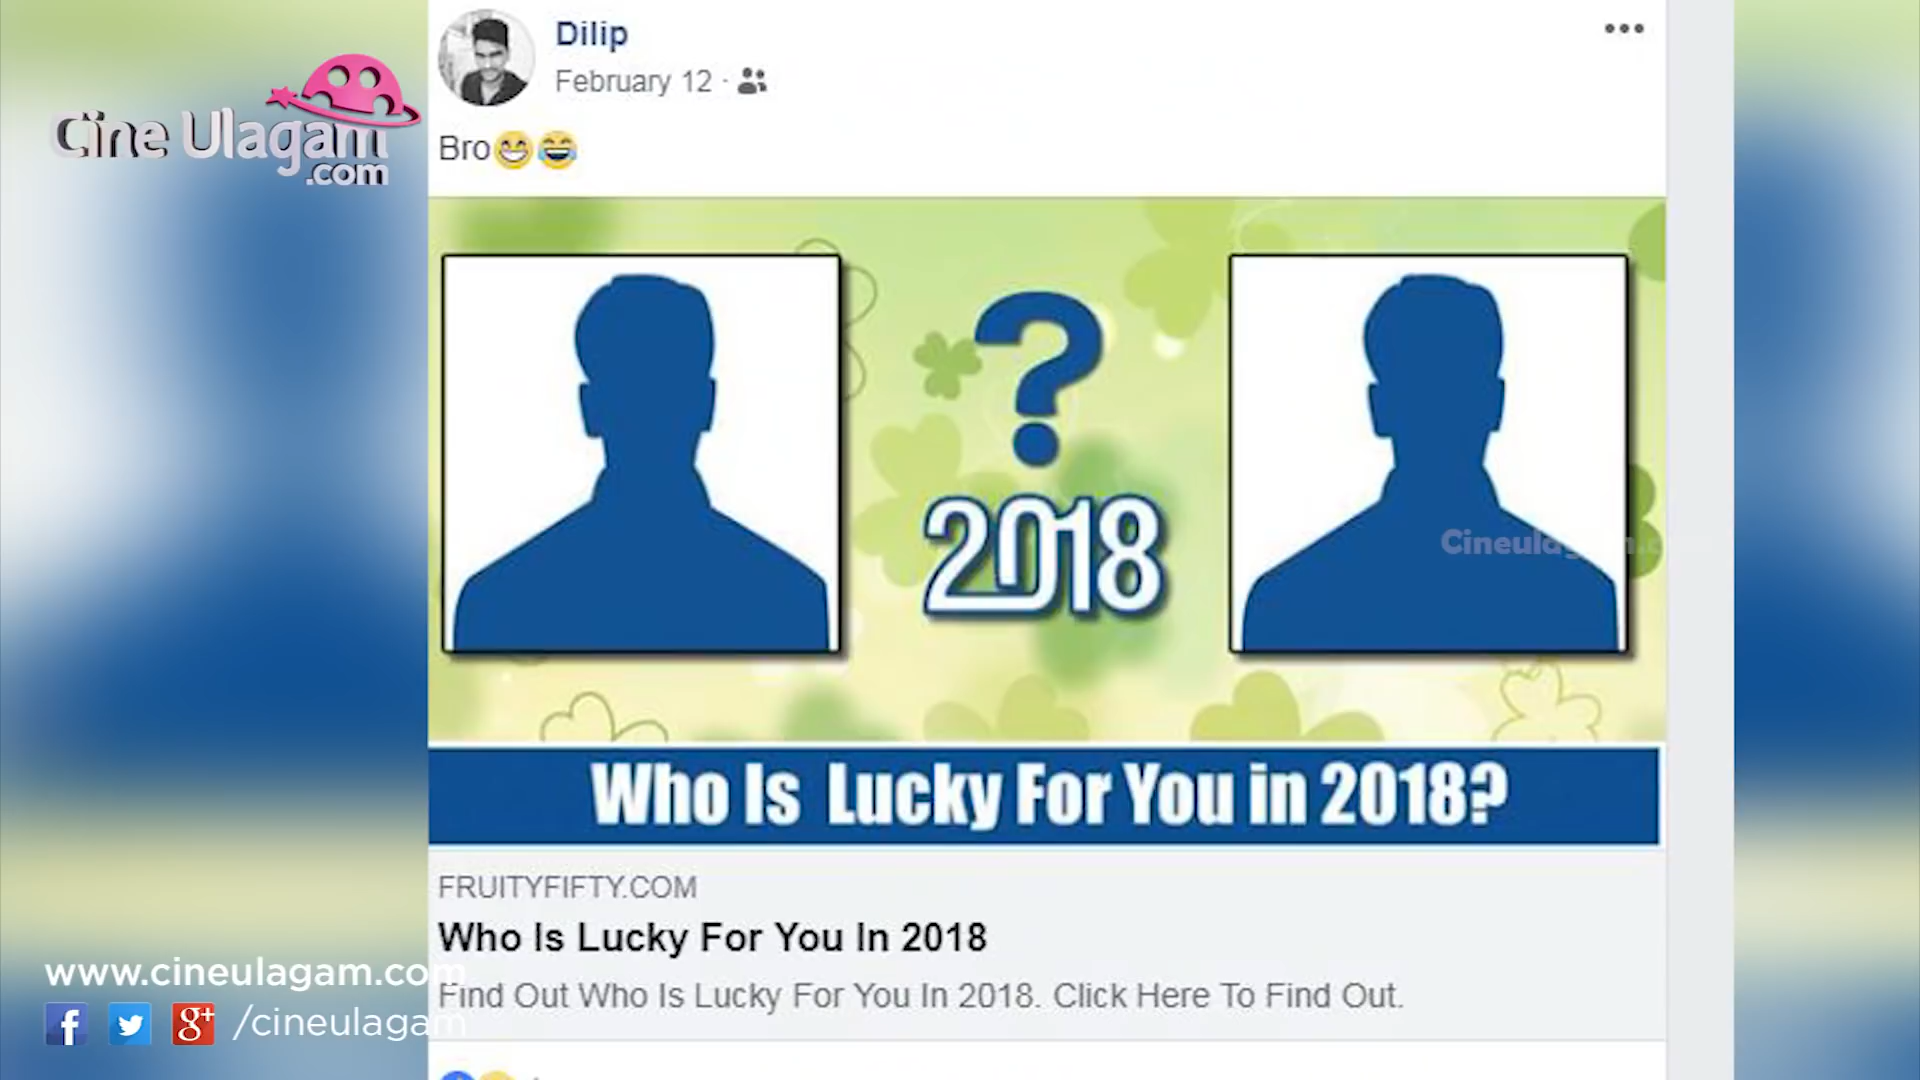 Dilip
February 12 ·
Bro
Cine Ulagam
.com
?
2018
Cineulagam.
Who Is Lucky For You in 2018?
FRUITYFIFTY.COM
Who Is Lucky For You In 2018
Find Out Who Is Lucky For You In 2018. Click Here To Find Out.
www.cineulagam.com
f g+ /cineulagam